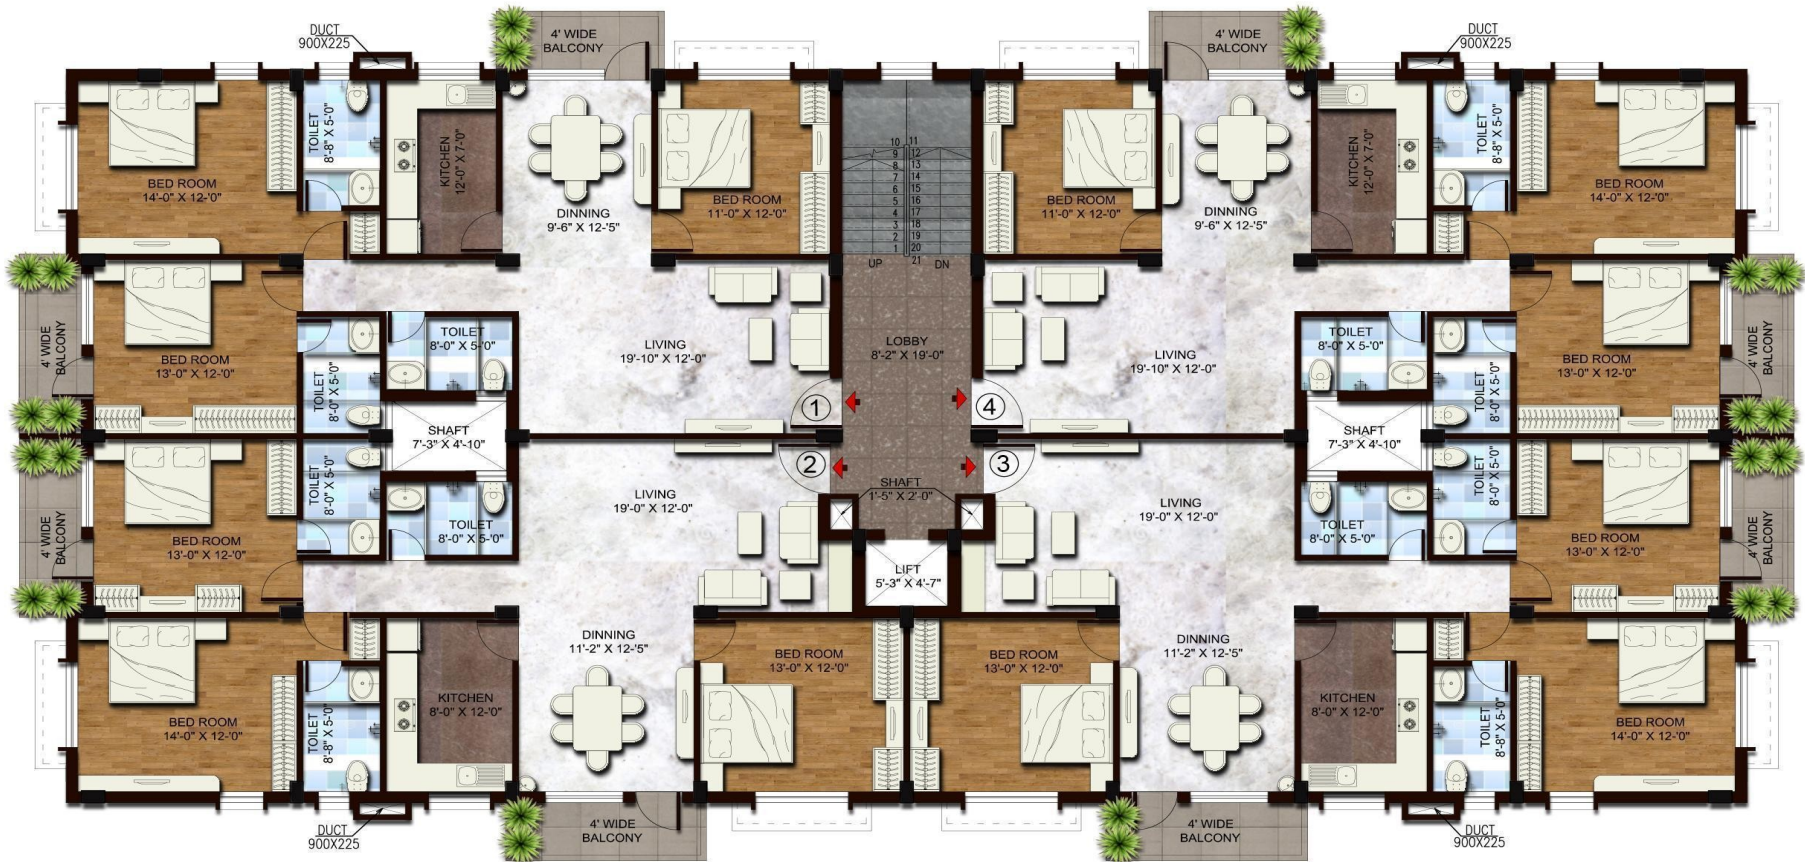 DUCT
900X225
4' WIDE
BALCONY
4' WIDE
BALCONY
DUCT
900X225
TOILET
8'-8" X 5-'0"
KITCHEN
12'-0" X 7-'0"
BED ROOM
14'-0" X 12-'0"
DINNING
9'-6" X 12-'5"
BED ROOM
11'-0" X 12-'0"
10
9
8
7
6
5
4
3
2
1
11
12
13
14
15
16
17
18
19
20
21
UP
DN
BED ROOM
11'-0" X 12-'0"
DINNING
9'-6" X 12-'5"
KITCHEN
12'-0" X 7-'0"
TOILET
8'-8" X 5-'0"
BED ROOM
14'-0" X 12-'0"
4' WIDE
BALCONY
BED ROOM
13'-0" X 12-'0"
TOILET
8'-0" X 5-'0"
TOILET
8'-0" X 5-'0"
LIVING
19'-10" X 12'-0"
LOBBY
8'-2" X 19'-0"
LIVING
19'-10" X 12'-0"
TOILET
8'-0" X 5-'0"
TOILET
8'-0" X 5-'0"
BED ROOM
13'-0" X 12-'0"
4' WIDE
BALCONY
1
4
SHAFT
7'-3" X 4'-10"
SHAFT
7'-3" X 4'-10"
2
3
4' WIDE
BALCONY
BED ROOM
13'-0" X 12-'0"
TOILET
8'-0" X 5-'0"
TOILET
8'-0" X 5-'0"
LIVING
19'-0" X 12'-0"
SHAFT
1'-5" X 2'-0"
LIVING
19'-0" X 12'-0"
TOILET
8'-0" X 5-'0"
TOILET
8'-0" X 5-'0"
BED ROOM
13'-0" X 12-'0"
4' WIDE
BALCONY
LIFT
5'-3" X 4'-7"
BED ROOM
14'-0" X 12-'0"
TOILET
8'-8" X 5-'0"
KITCHEN
8'-0" X 12-'0"
DINNING
11'-2" X 12-'5"
BED ROOM
13'-0" X 12-'0"
BED ROOM
13'-0" X 12-'0"
DINNING
11'-2" X 12-'5"
KITCHEN
8'-0" X 12-'0"
TOILET
8'-8" X 5-'0"
BED ROOM
14'-0" X 12-'0"
DUCT
900X225
4' WIDE
BALCONY
4' WIDE
BALCONY
DUCT
900X225